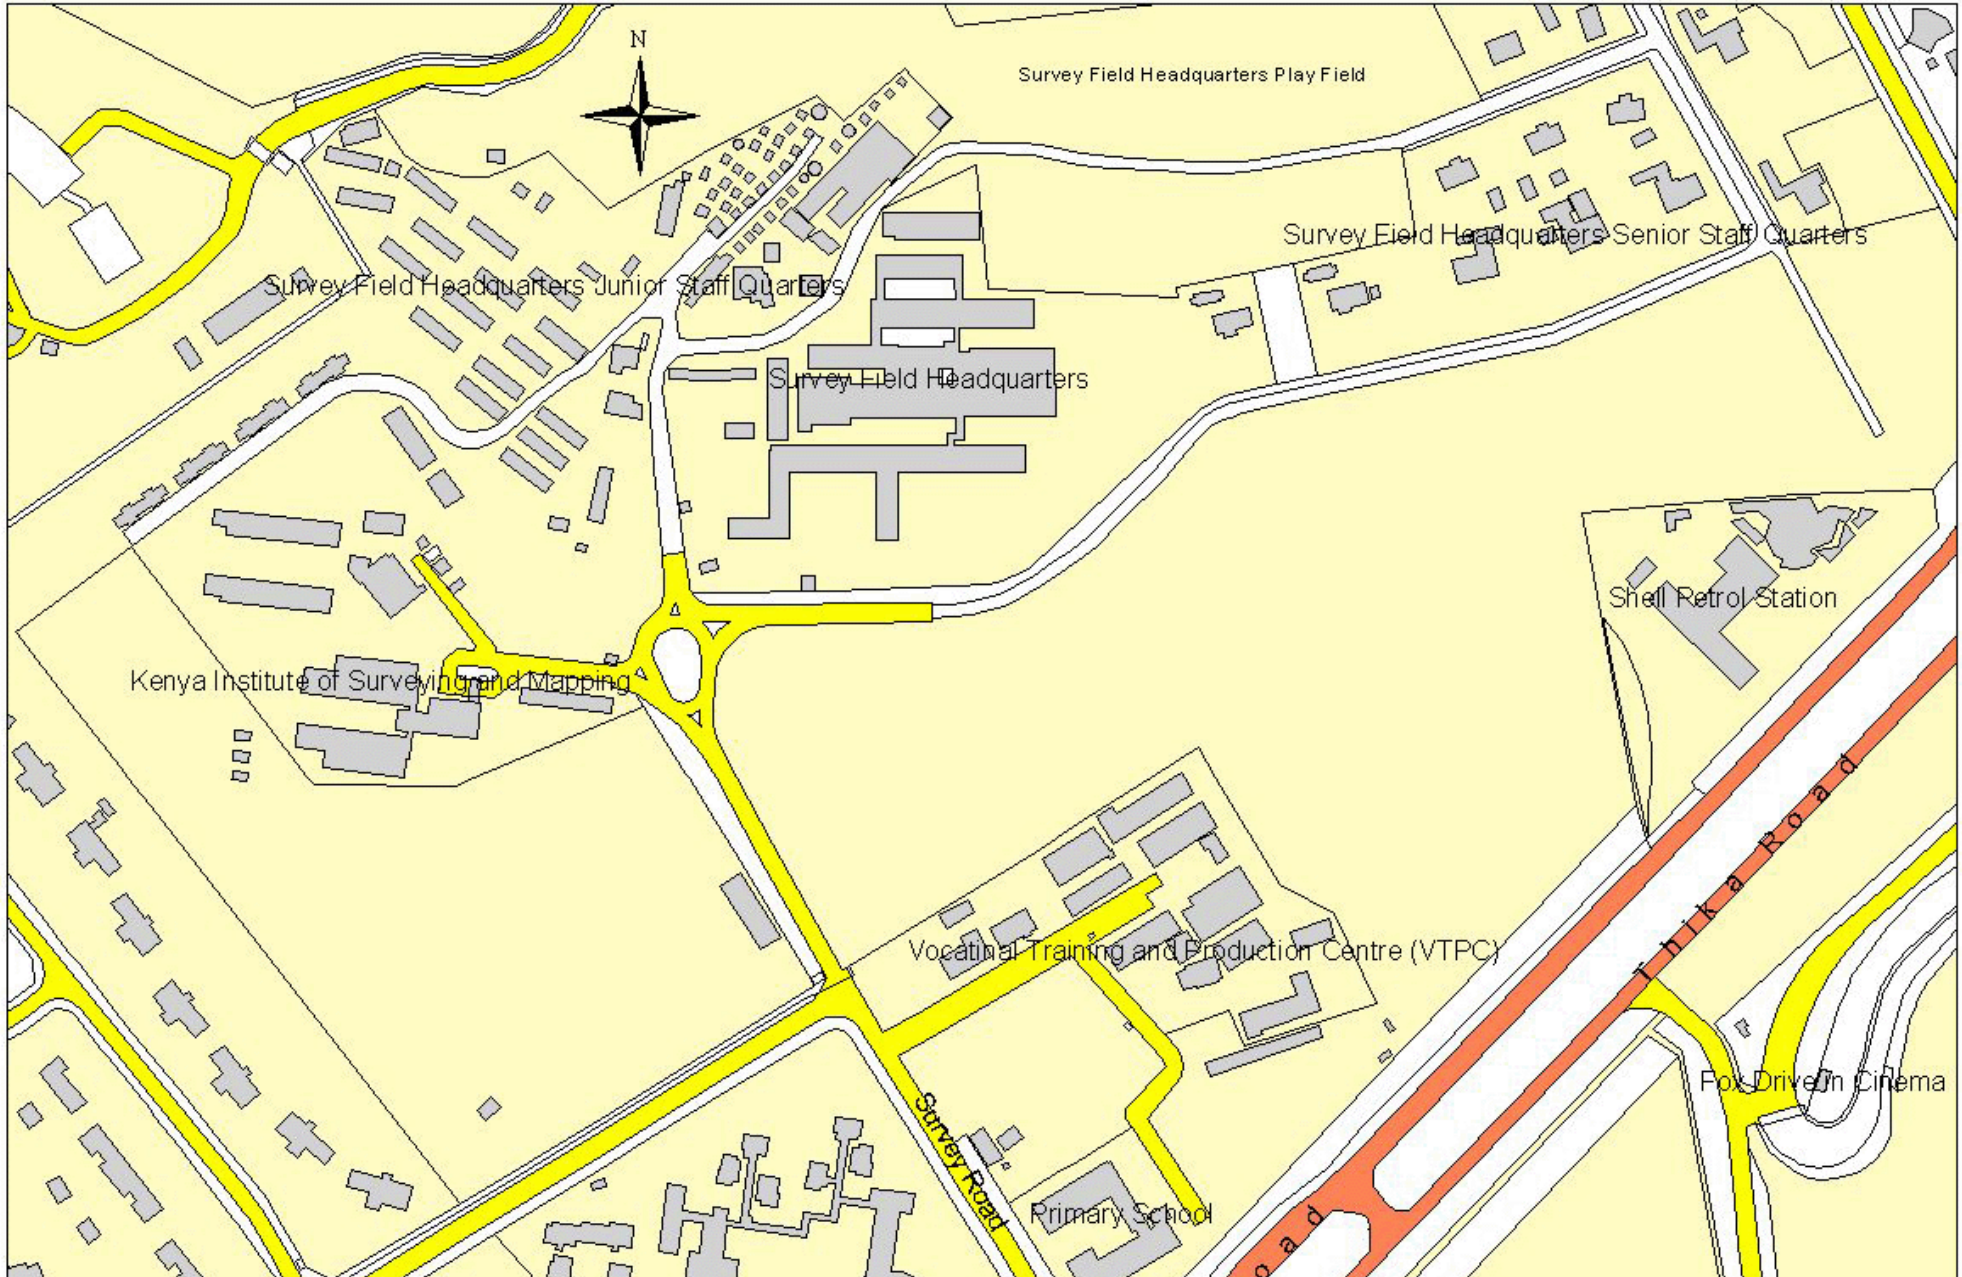 N
Survey Field Headquarters Play Field
Survey Field Headquarters Senior Staff Quarters
Survey Field Headquarters Junior Staff Quarters
Survey Field Headquarters
Shell Petrol Station
Kenya Institute of Surveying and Mapping
Thika Road
Vocatinal Training and Production Centre (VTPC)
Fox Drive In Cinema
Survey Road
Primary School
oad